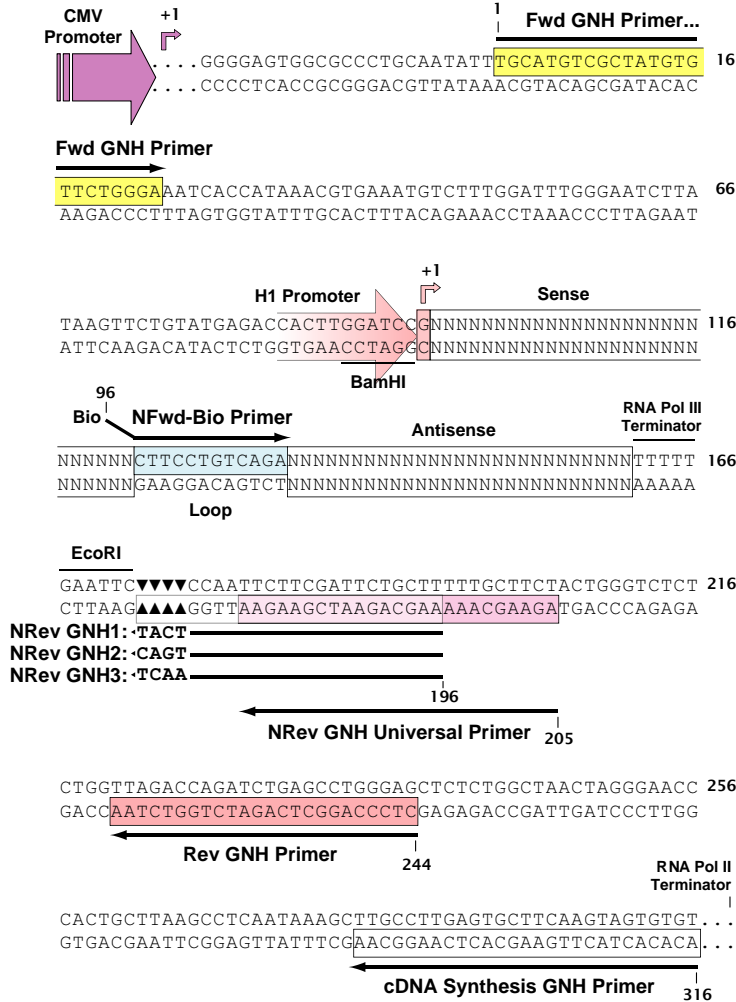 CMV
Promoter
+1
1
Fwd GNH Primer...
....GGGGAGTGGCGCCCTGCAATATTTGCATGTCGCTATGTG 16
....CCCCTCACCGCGGGACGTTATAAACGTACAGCGATACAC
Fwd GNH Primer
TTCTGGGAAATCACCATAAACGTGAAATGTCTTTGGATTTGGGAATCTTA 66
AAGACCCTTTAGTGGTATTTGCACTTTACAGAAACCTAAACCCTTAGAAT
+1
H1 Promoter
Sense
TAAGTTCTGTATGAGACCACTTGGATCCGNNNNNNNNNNNNNNNNNNNNN 116
ATTCAAGACATACTCTGGTGAACCTAGGCNNNNNNNNNNNNNNNNNNNNN
BamHI
96
Bio
NFwd-Bio Primer
Antisense
RNA Pol III
Terminator
NNNNNNCTTCCTGTCAGANNNNNNNNNNNNNNNNNNNNNNNNNNNTTTTT 166
NNNNNNGAAGGACAGTCTNNNNNNNNNNNNNNNNNNNNNNNNNNNAAAAA
Loop
EcoRI
GAATTC▼▼▼▼CCAATTCTTCGATTCTGCTTTTTGCTTCTACTGGGTCTCT 216
CTTAAG▲▲▲▲GGTTAAGAAGCTAAGACGAAAAACGAAGATGACCCAGAGA
NRev GNH1: TACT
NRev GNH2: CAGT
NRev GNH3: TCAA
196
NRev GNH Universal Primer
205
CTGGTTAGACCAGATCTGAGCCTGGGAGCTCTCTGGCTAACTAGGGAACC 256
GACCAATCTGGTCTAGACTCGGACCCTCGAGAGACCGATTGATCCCTTGG
Rev GNH Primer
244
RNA Pol II
Terminator
CACTGCTTAAGCCTCAATAAAGCTTGCCTTGAGTGCTTCAAGTAGTGTGT...
GTGACGAATTCGGAGTTATTTCGAACGGAACTCACGAAGTTCATCACACA...
cDNA Synthesis GNH Primer
316